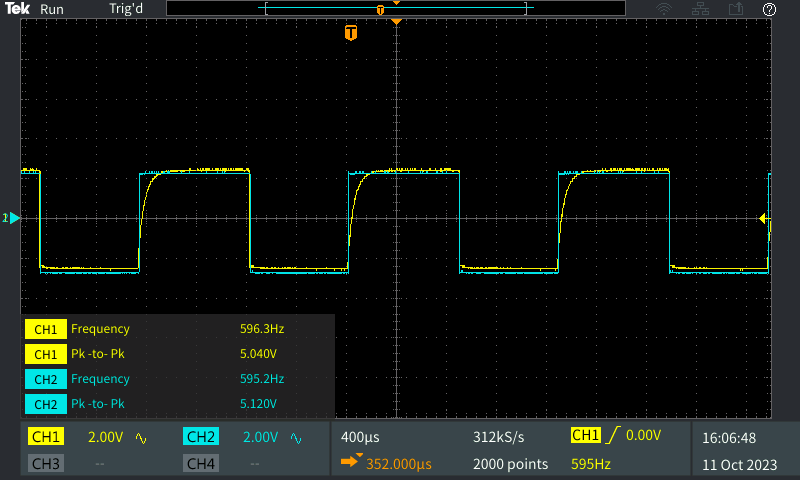 Tek Run Trig'd
T
T
?
2
CH1 Frequency 596.3Hz
CH1 Pk -to- Pk 5.040V
CH2 Frequency 595.2Hz
CH2 Pk -to- Pk 5.120V
CH1 2.00V CH2 2.00V 400µs 312kS/s CH1 0.00V 16:06:48
CH3 -- CH4 -- 352.000µs 2000 points 595Hz 11 Oct 2023